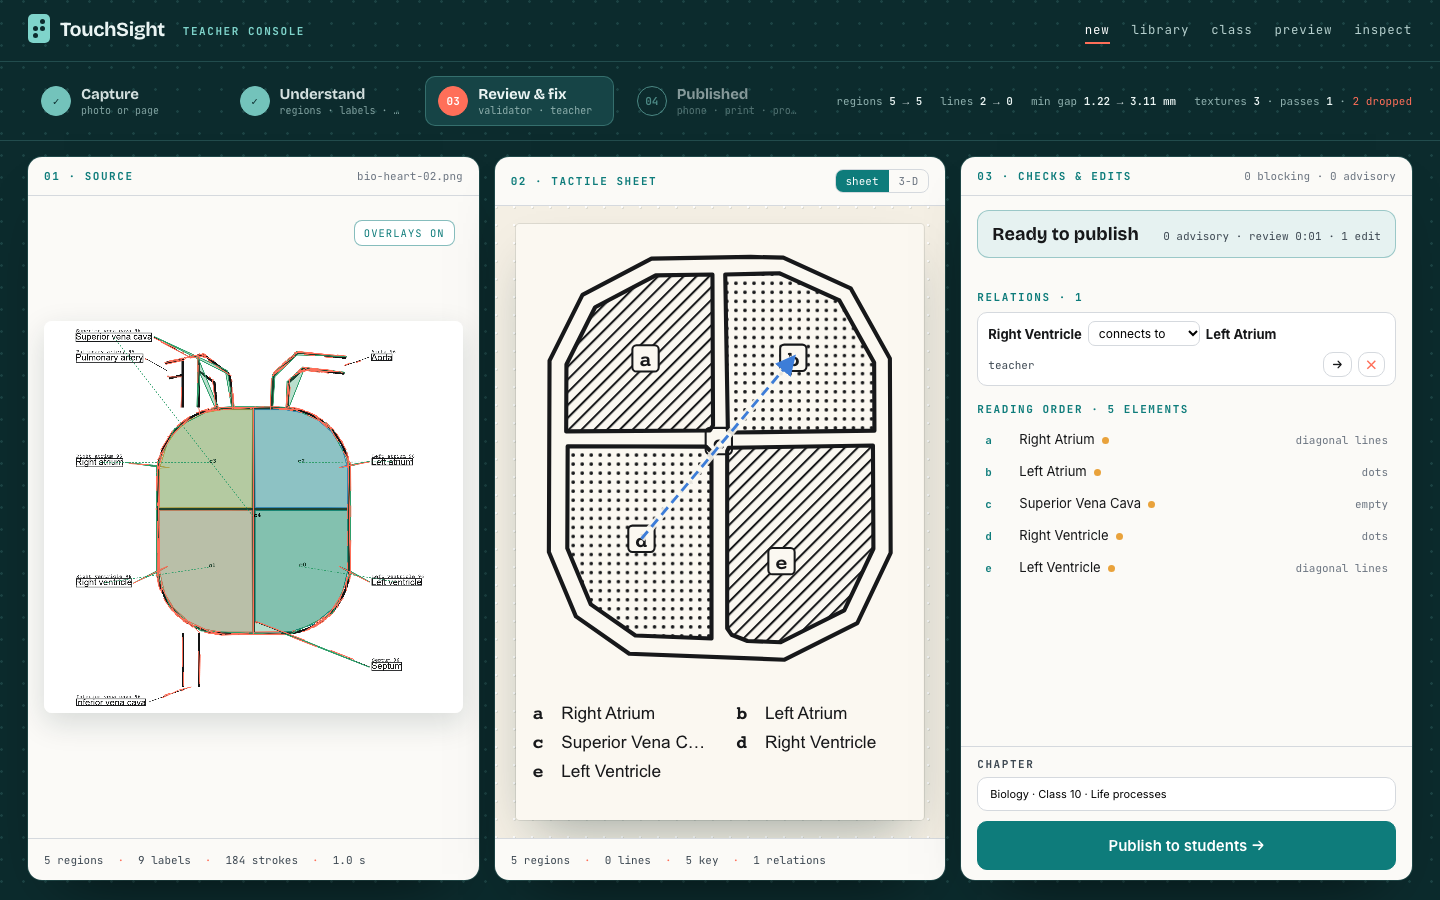 TouchSight TEACHER CONSOLE
new library class preview inspect
✓ Capture
photo or page
✓ Understand
regions · labels · …
03 Review & fix
validator · teacher
04 Published
phone · print · pro…
regions 5 → 5 lines 2 → 0 min gap 1.22 → 3.11 mm textures 3 · passes 1 · 2 dropped
01 · SOURCE bio-heart-02.png
OVERLAYS ON
Superior vena cava
Pulmonary artery
Aorta
Right atrium
Left atrium
Right ventricle
Left ventricle
Septum
Inferior vena cava
5 regions · 9 labels · 184 strokes · 1.0 s
02 · TACTILE SHEET sheet 3-D
a
b
d
e
a Right Atrium b Left Atrium
c Superior Vena C… d Right Ventricle
e Left Ventricle
5 regions · 0 lines · 5 key · 1 relations
03 · CHECKS & EDITS 0 blocking · 0 advisory
Ready to publish 0 advisory · review 0:01 · 1 edit
RELATIONS · 1
Right Ventricle connects to Left Atrium
teacher → ×
READING ORDER · 5 ELEMENTS
a Right Atrium diagonal lines
b Left Atrium dots
c Superior Vena Cava empty
d Right Ventricle dots
e Left Ventricle diagonal lines
CHAPTER
Biology · Class 10 · Life processes
Publish to students →